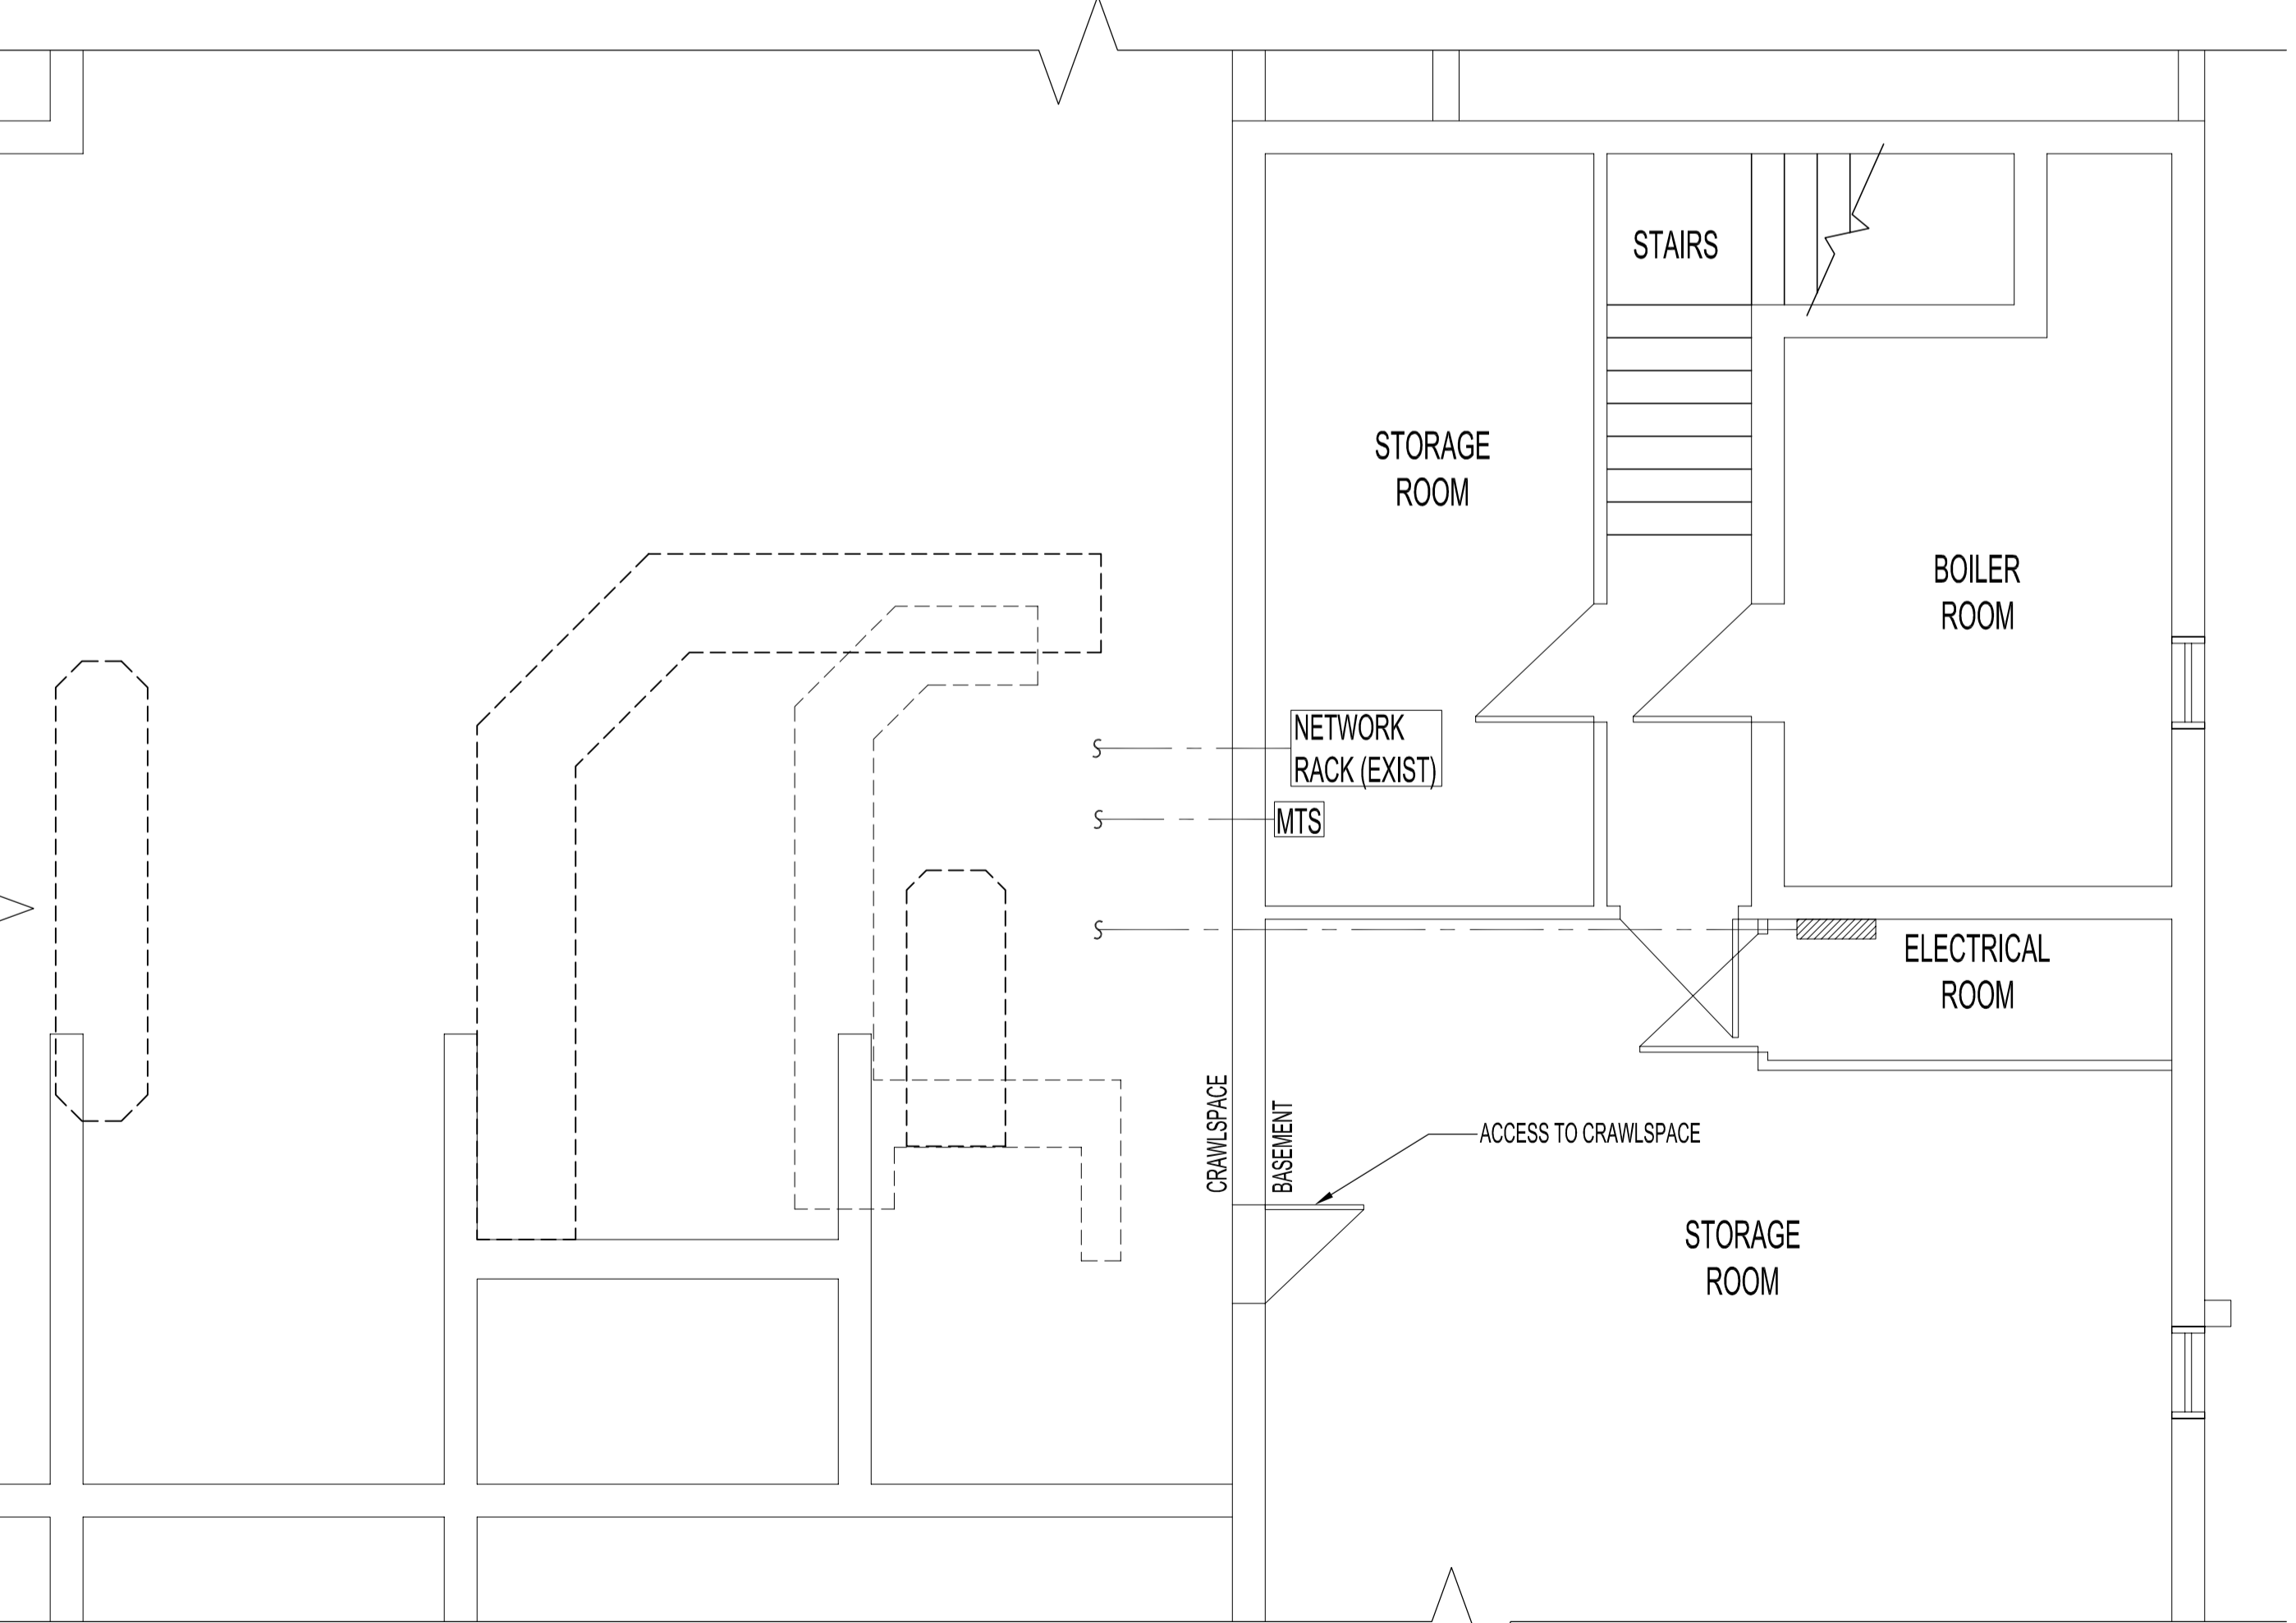 STAIRS
STORAGE
ROOM
BOILER
ROOM
NETWORK
RACK (EXIST)
MTS
ELECTRICAL
ROOM
CRAWLSPACE
BASEMENT
ACCESS TO CRAWLSPACE
STORAGE
ROOM